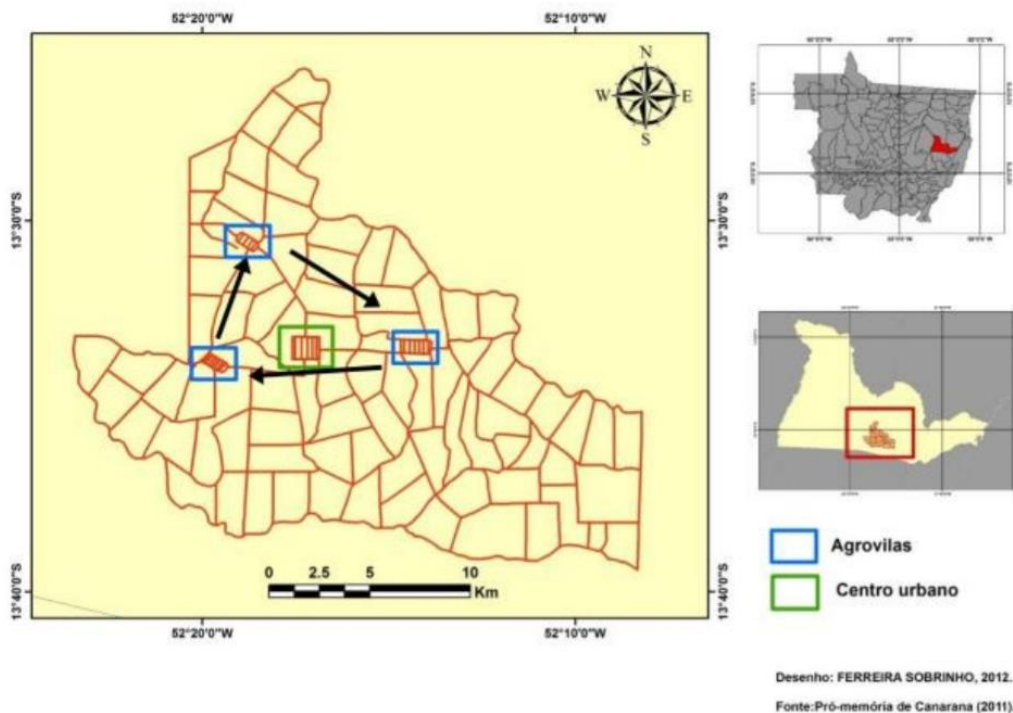 52°20'0"W
52°10'0"W
N
W
E
S
13°30'0"S
13°30'0"S
0
2.5
5
10
Km
13°40'0"S
13°40'0"S
52°20'0"W
52°10'0"W
Agrovilas
Centro urbano
Desenho: FERREIRA SOBRINHO, 2012.
Fonte:Pró-memória de Canarana (2011)